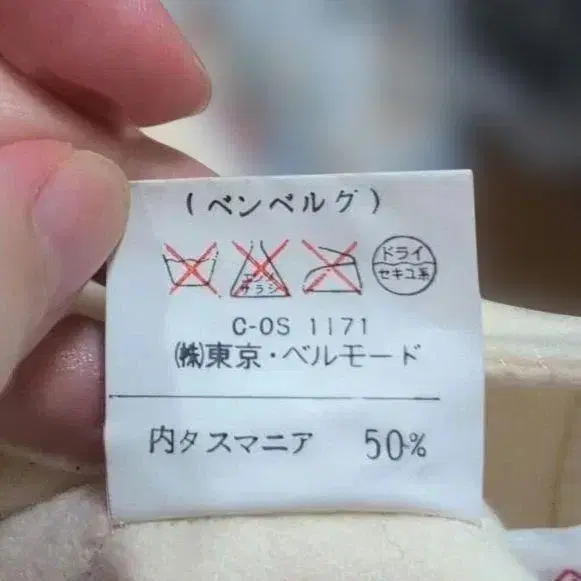 (ベンベルグ)
エンソ
サラシ
ドライ
セキユ系
C-OS 1171
(株)東京・ベルモード
内タスマニア 50%